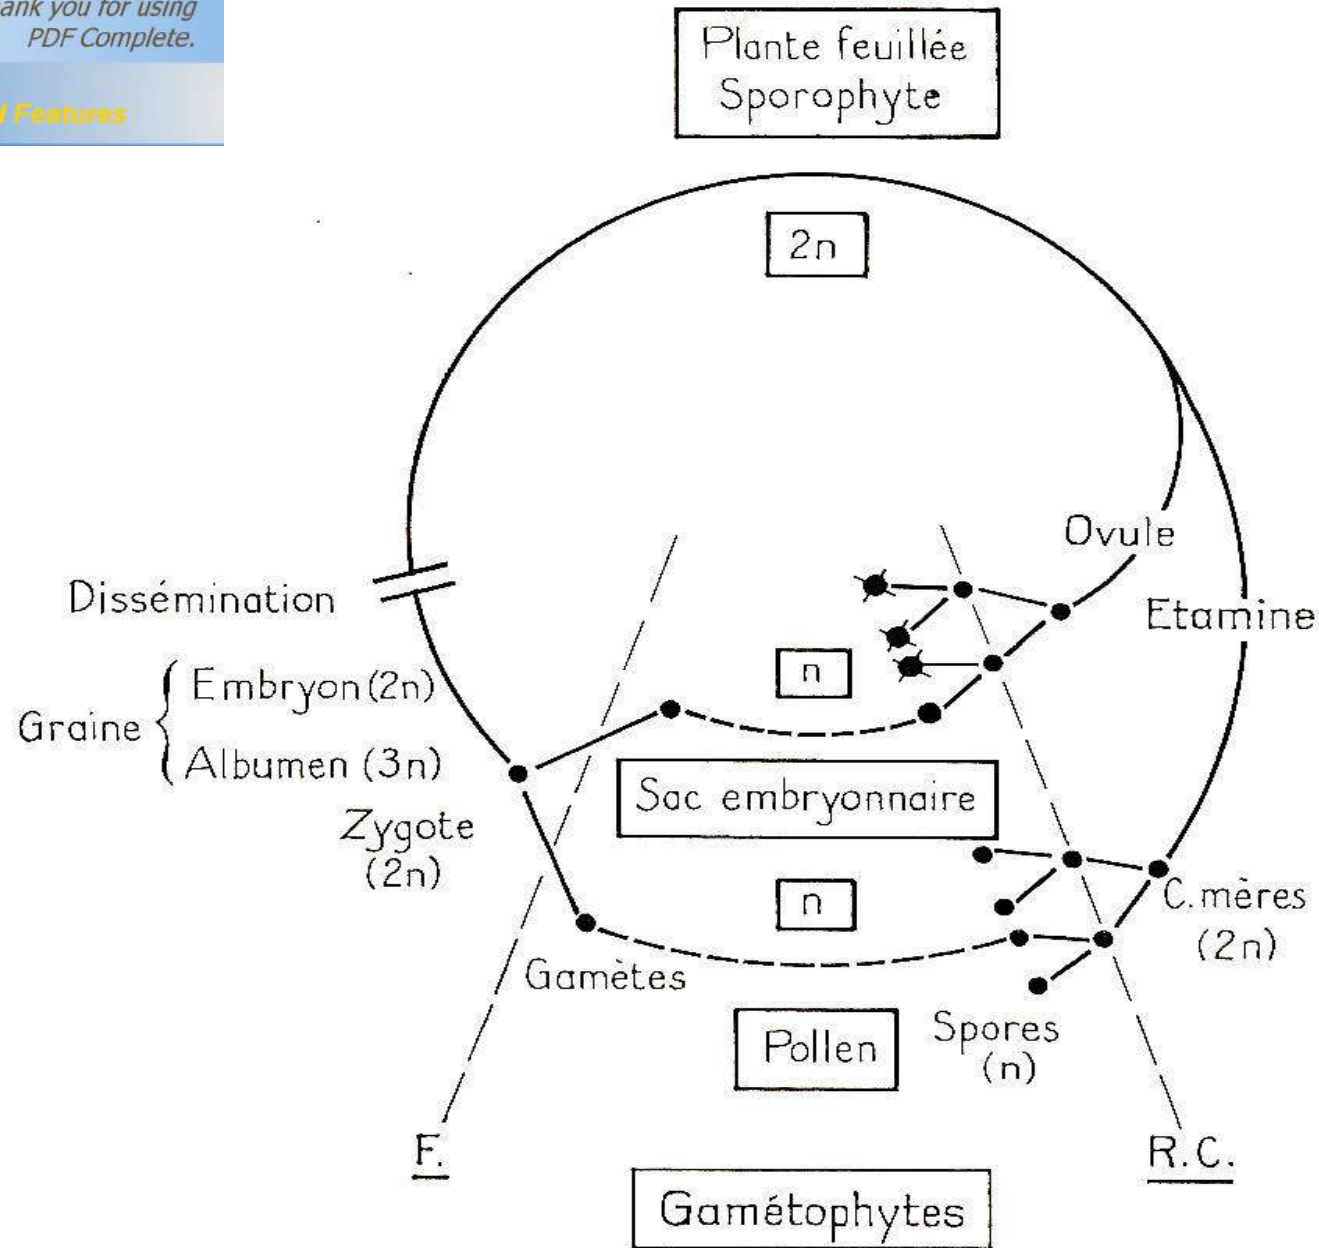 ank you for using
PDF Complete.
Features
Plante feuillée
Sporophyte
2n
Ovule
Etamine
Dissémination
Graine
Embryon (2n)
Albumen (3n)
n
Sac embryonnaire
Zygote
(2n)
n
C.mères
(2n)
Gamètes
Pollen
Spores
(n)
F.
R.C.
Gamétophytes